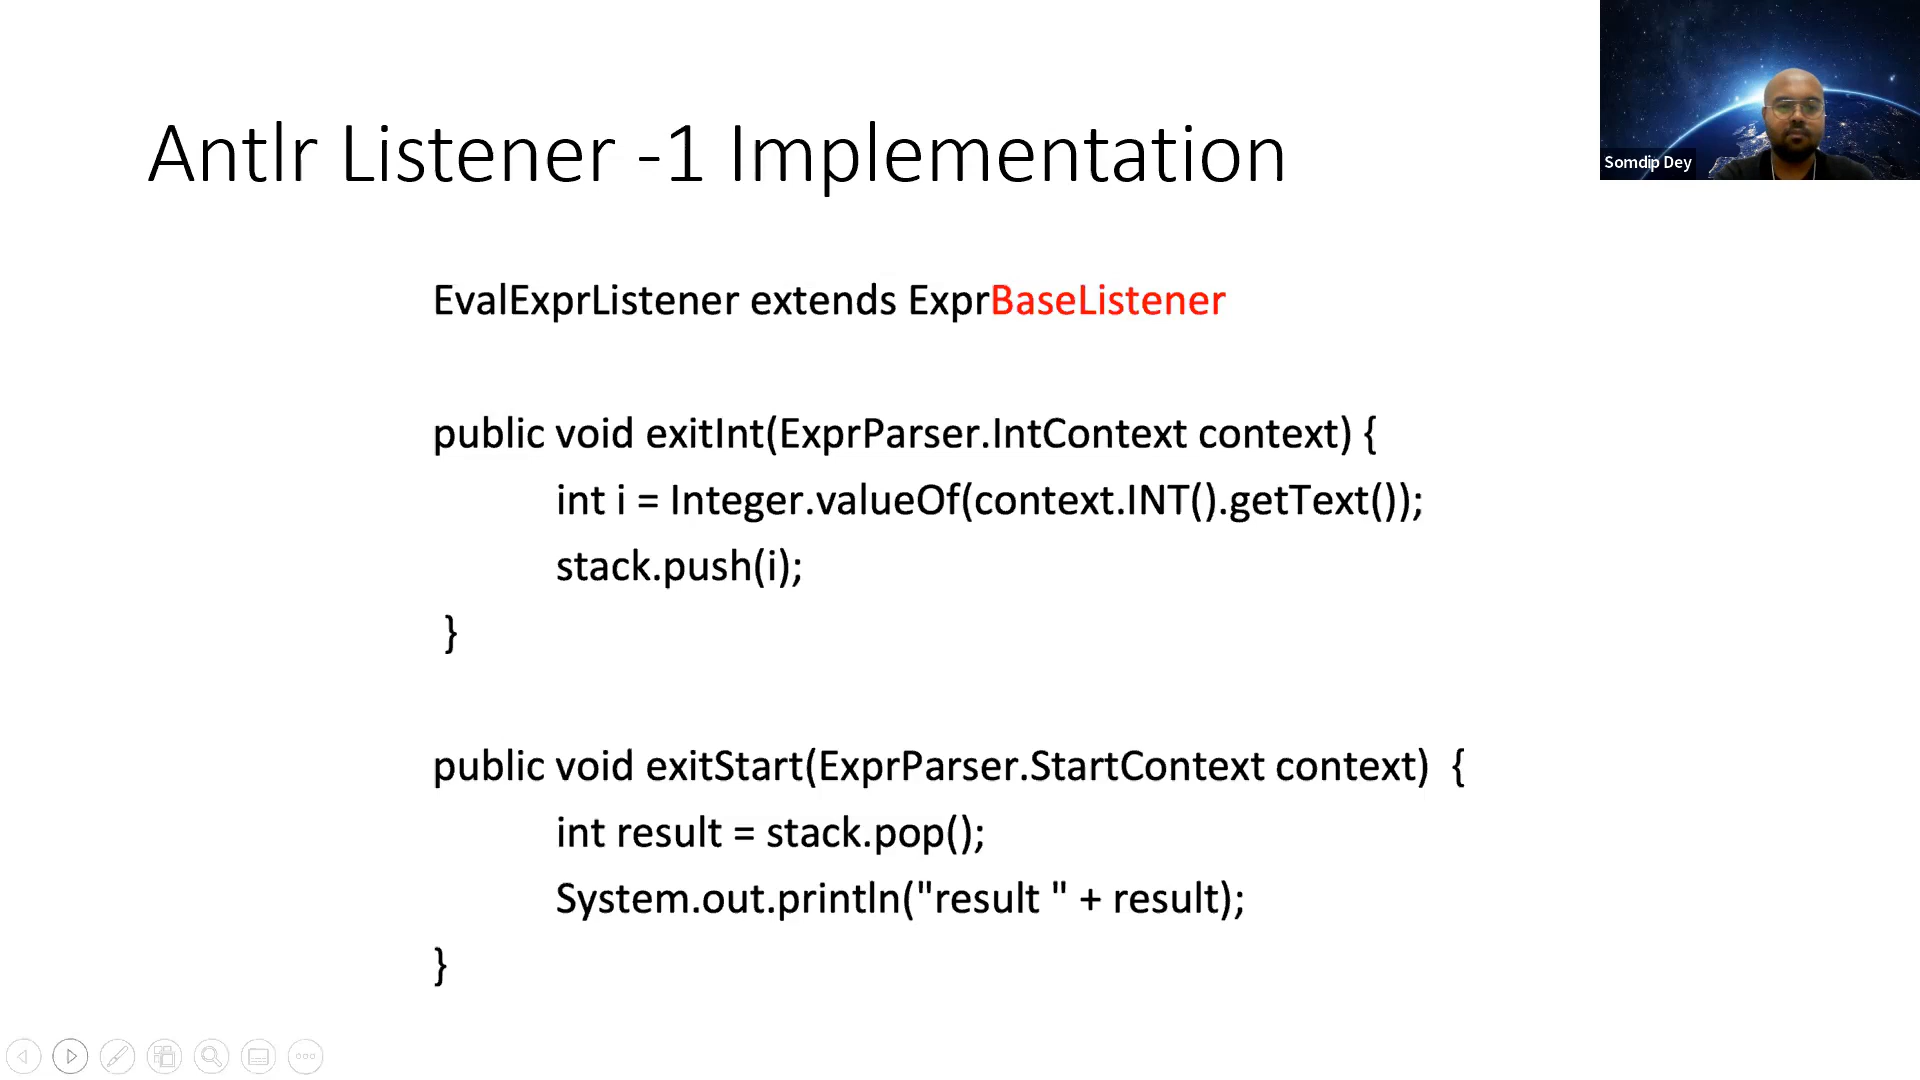 Antlr Listener -1 Implementation
Somdip Dey
EvalExprListener extends ExprBaseListener
public void exitInt(ExprParser.IntContext context) {
int i = Integer.valueOf(context.INT().getText());
stack.push(i);
}
public void exitStart(ExprParser.StartContext context) {
int result = stack.pop();
System.out.println("result " + result);
}